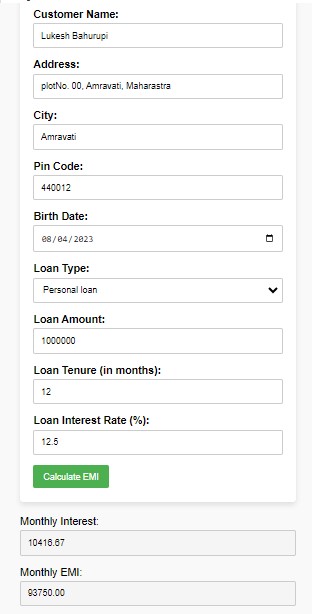 Customer Name:
Lukesh Bahurupi
Address:
plotNo. 00, Amravati, Maharastra
City:
Amravati
Pin Code:
440012
Birth Date:
08/04/2023
Loan Type:
Personal loan
Loan Amount:
1000000
Loan Tenure (in months):
12
Loan Interest Rate (%):
12.5
Calculate EMI
Monthly Interest:
10416.67
Monthly EMI:
93750.00